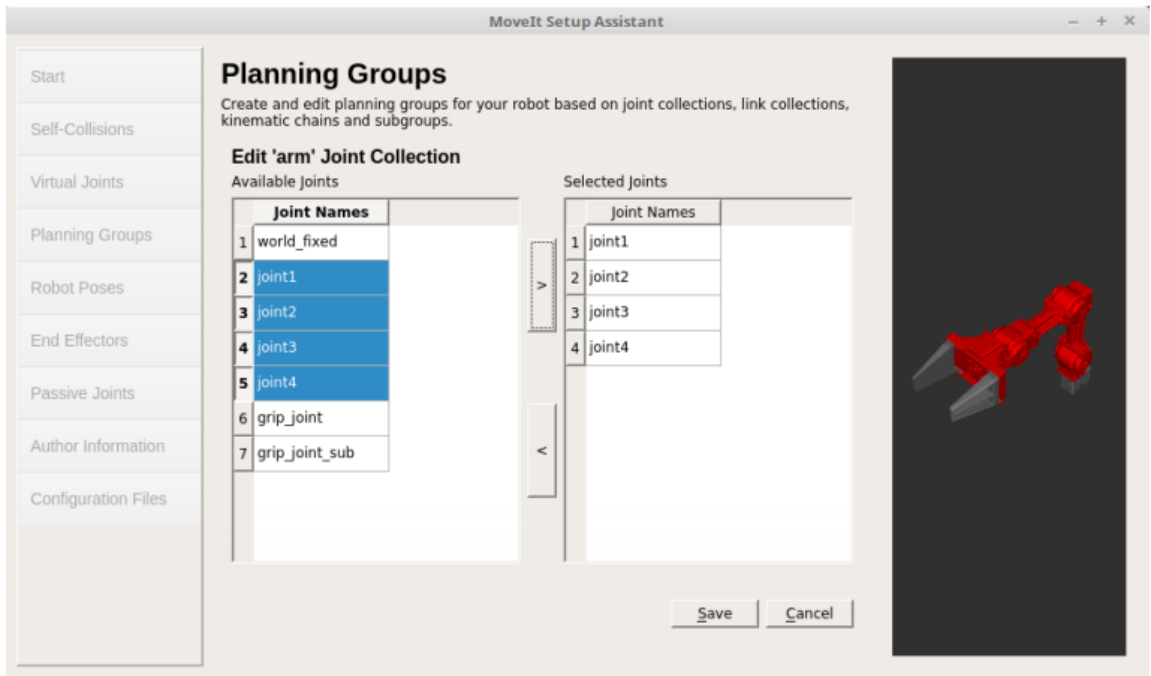 MoveIt Setup Assistant
Start
Self-Collisions
Virtual Joints
Planning Groups
Robot Poses
End Effectors
Passive Joints
Author Information
Configuration Files
Planning Groups
Create and edit planning groups for your robot based on joint collections, link collections,
kinematic chains and subgroups.
Edit 'arm' Joint Collection
Available Joints
Joint Names
1 world_fixed
2 joint1
3 joint2
4 joint3
5 joint4
6 grip_joint
7 grip_joint_sub
>
<
Selected Joints
Joint Names
1 joint1
2 joint2
3 joint3
4 joint4
Save Cancel